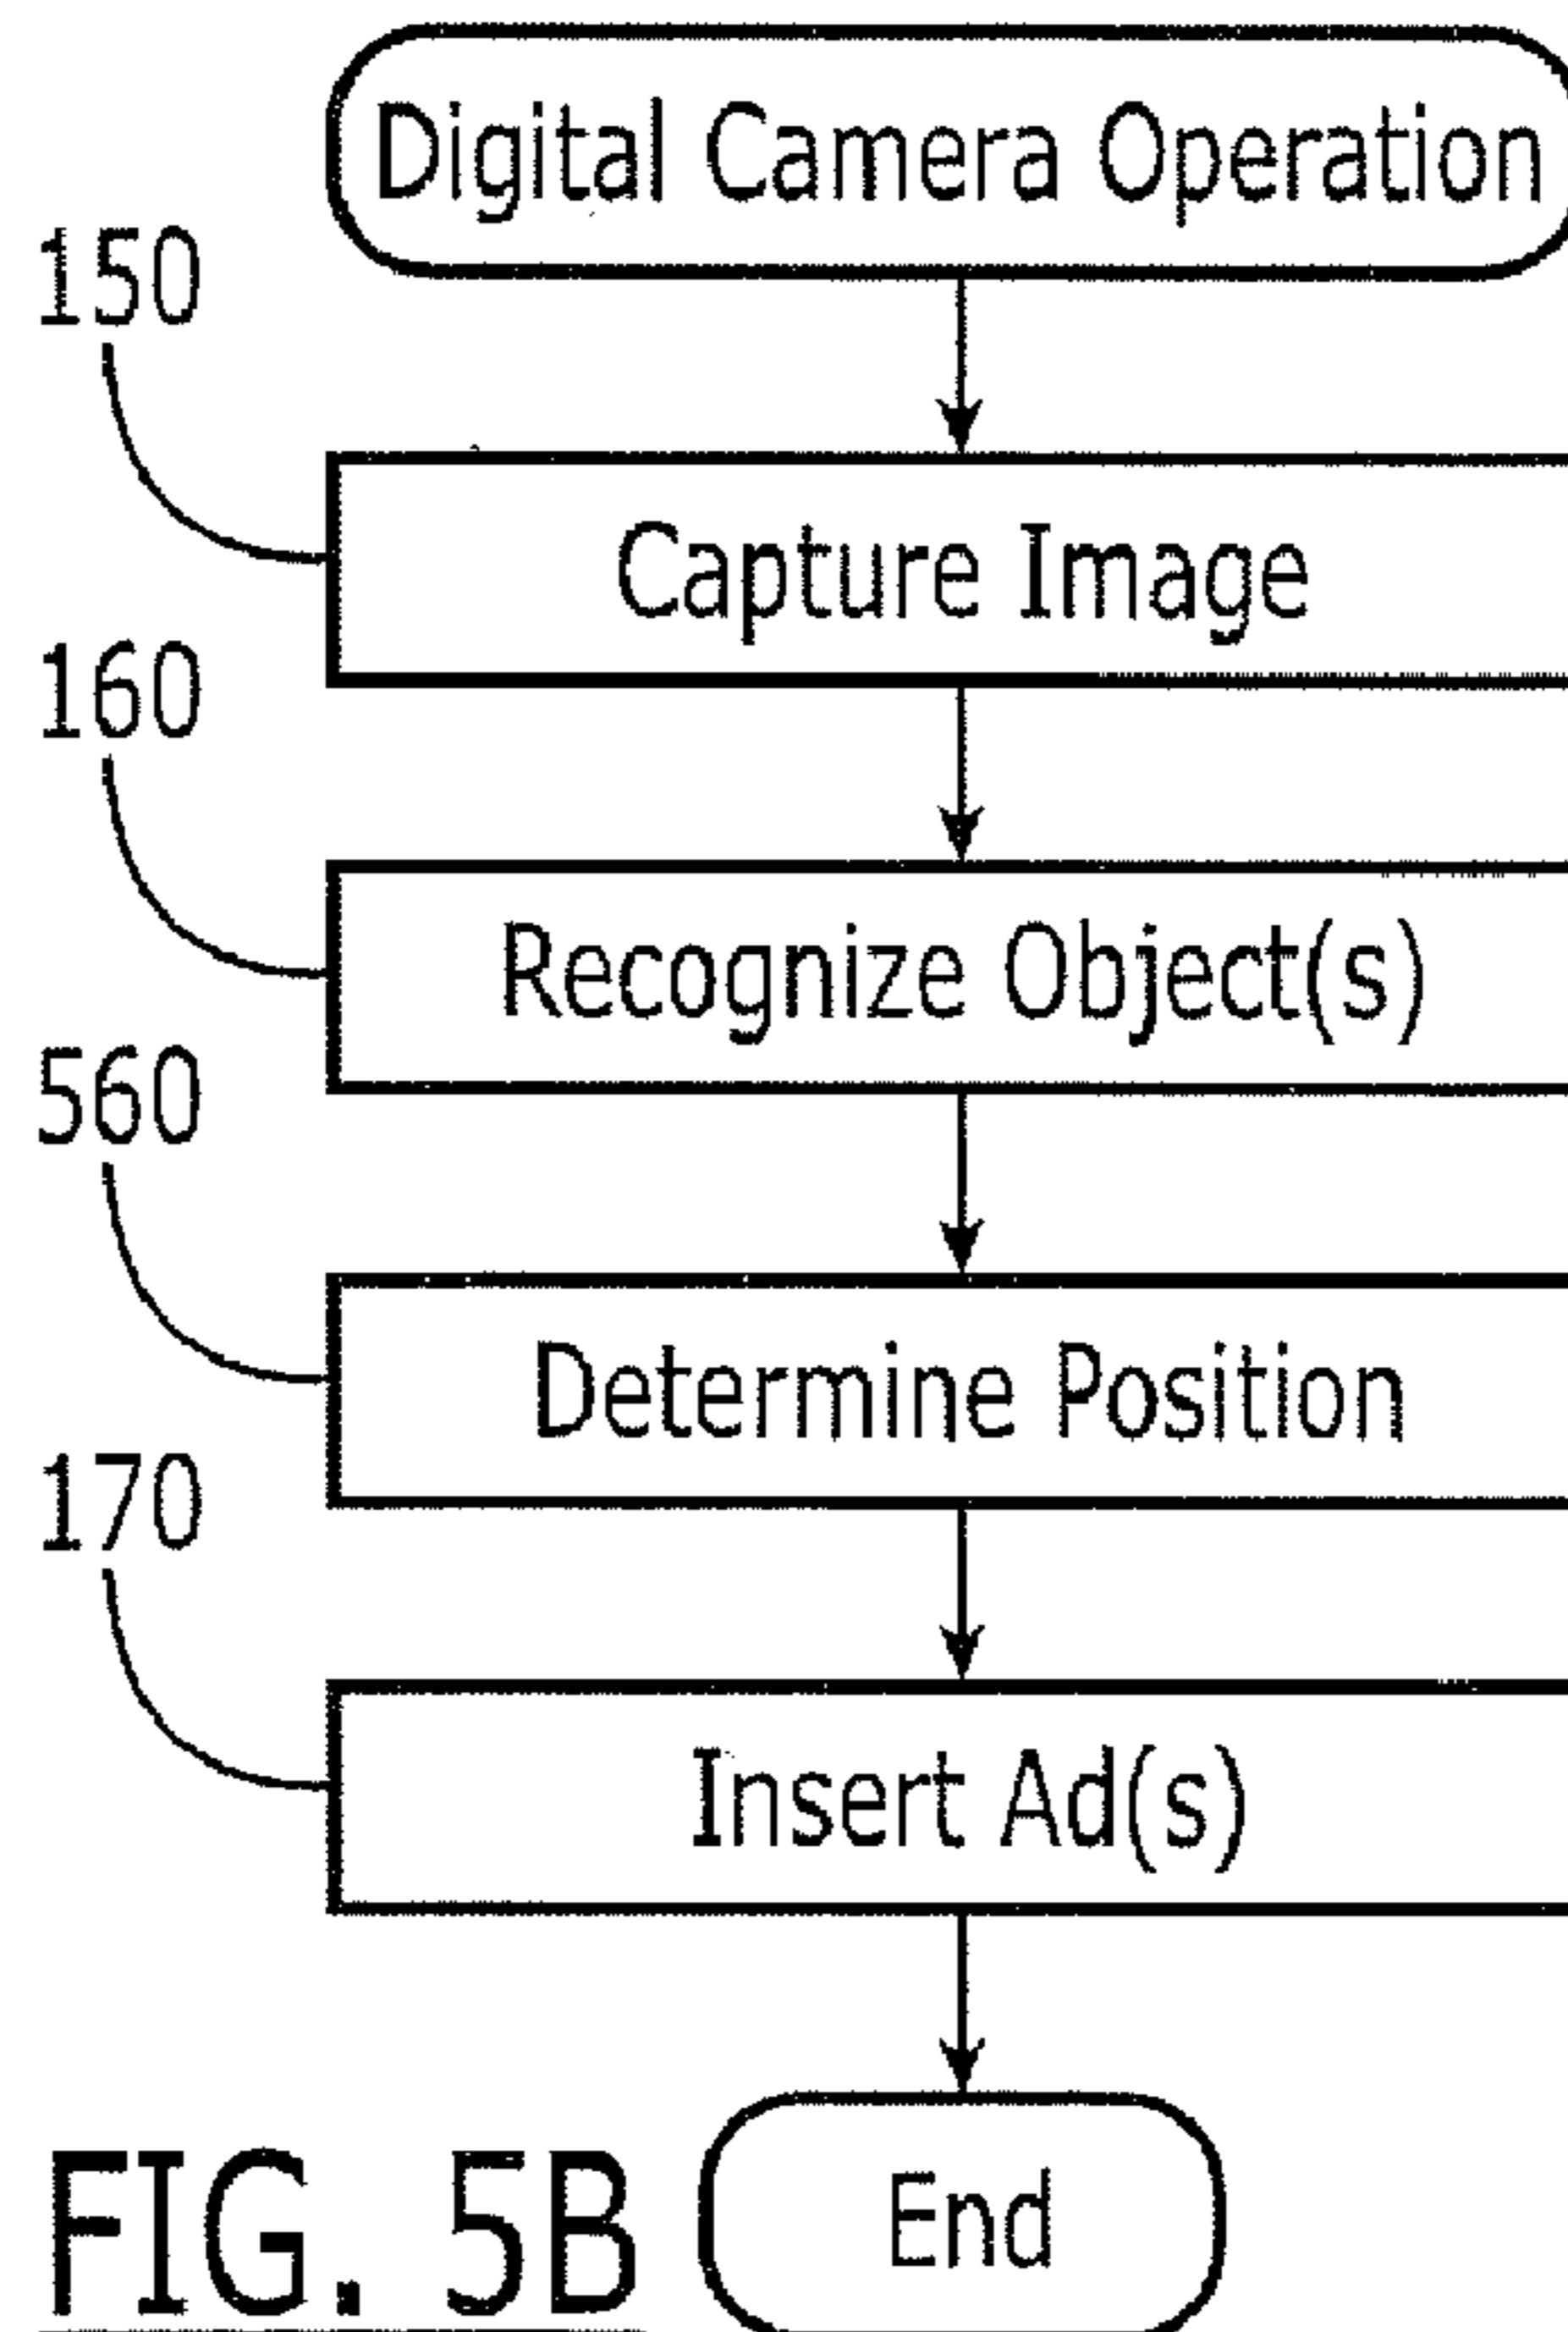 Digital Camera Operation
150
Capture Image
160
Recognize Object(s)
560
Determine Position
170
Insert Ad(s)
End
FIG. 5B